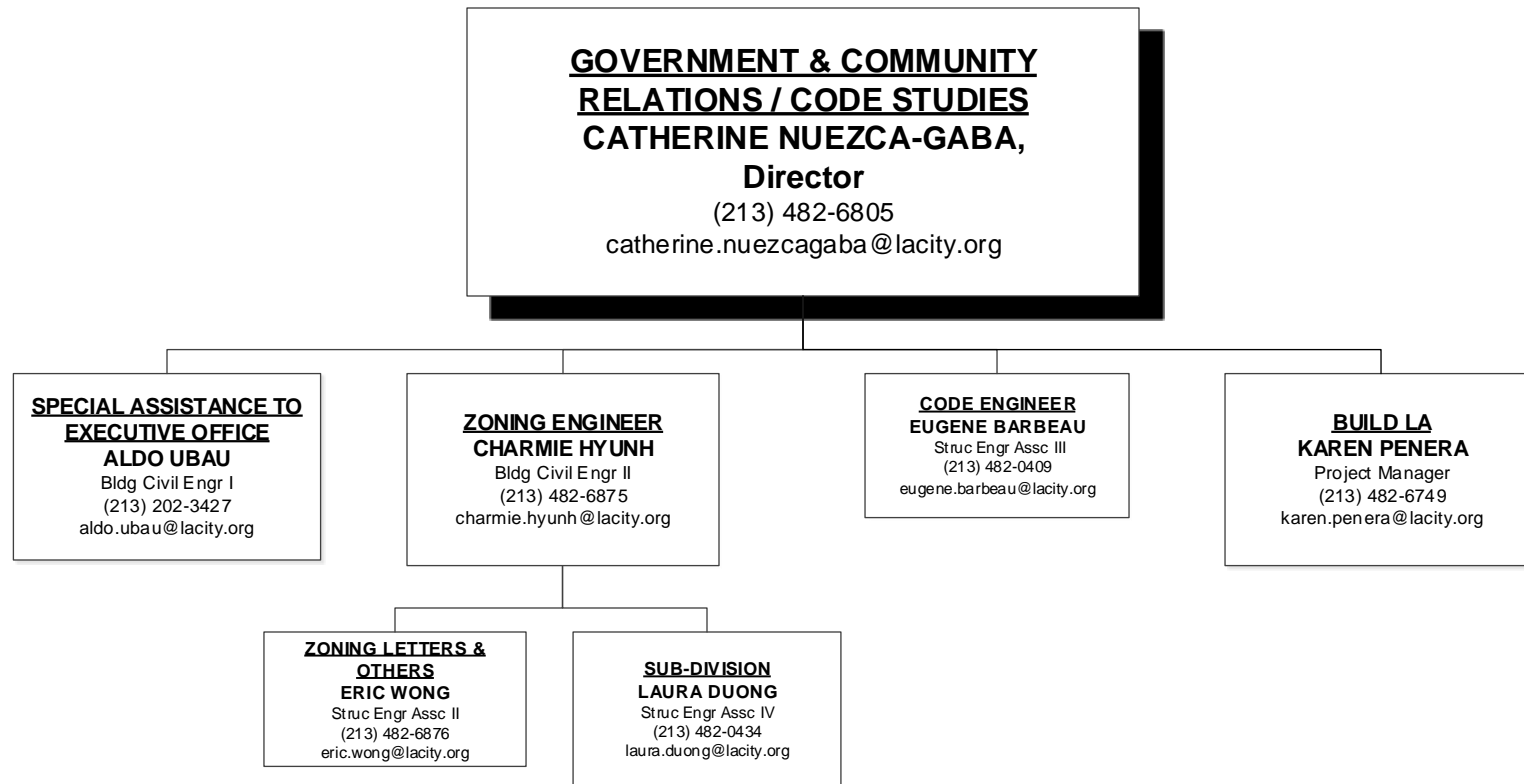 GOVERNMENT & COMMUNITY
RELATIONS / CODE STUDIES
CATHERINE NUEZCA-GABA,
Director
(213) 482-6805
catherine.nuezcagaba@lacity.org
SPECIAL ASSISTANCE TO
EXECUTIVE OFFICE
ALDO UBAU
Bldg Civil Engr I
(213) 202-3427
aldo.ubau@lacity.org
ZONING ENGINEER
CHARMIE HYUNH
Bldg Civil Engr II
(213) 482-6875
charmie.hyunh@lacity.org
CODE ENGINEER
EUGENE BARBEAU
Struc Engr Assc III
(213) 482-0409
eugene.barbeau@lacity.org
BUILD LA
KAREN PENERA
Project Manager
(213) 482-6749
karen.penera@lacity.org
ZONING LETTERS &
OTHERS
ERIC WONG
Struc Engr Assc II
(213) 482-6876
eric.wong@lacity.org
SUB-DIVISION
LAURA DUONG
Struc Engr Assc IV
(213) 482-0434
laura.duong@lacity.org